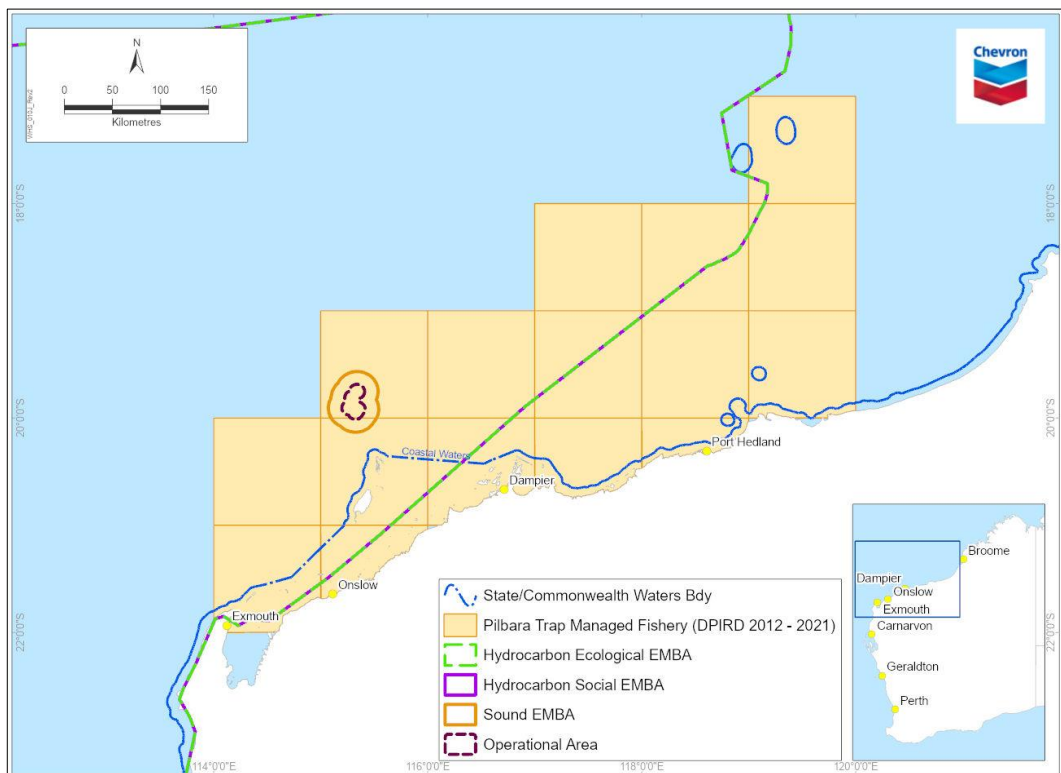 N
0 50 100 150
Kilometres
WHS_0153_Rev2
Chevron
18°0'0"S
18°0'0"S
20°0'0"S
20°0'0"S
22°0'0"S
22°0'0"S
Coastal Waters
Port Hedland
Dampier
Onslow
Exmouth
State/Commonwealth Waters Bdy
Pilbara Trap Managed Fishery (DPIRD 2012 - 2021)
Hydrocarbon Ecological EMBA
Hydrocarbon Social EMBA
Sound EMBA
Operational Area
Broome
Dampier
Onslow
Exmouth
Carnarvon
Geraldton
Perth
114°0'0"E
116°0'0"E
118°0'0"E
120°0'0"E